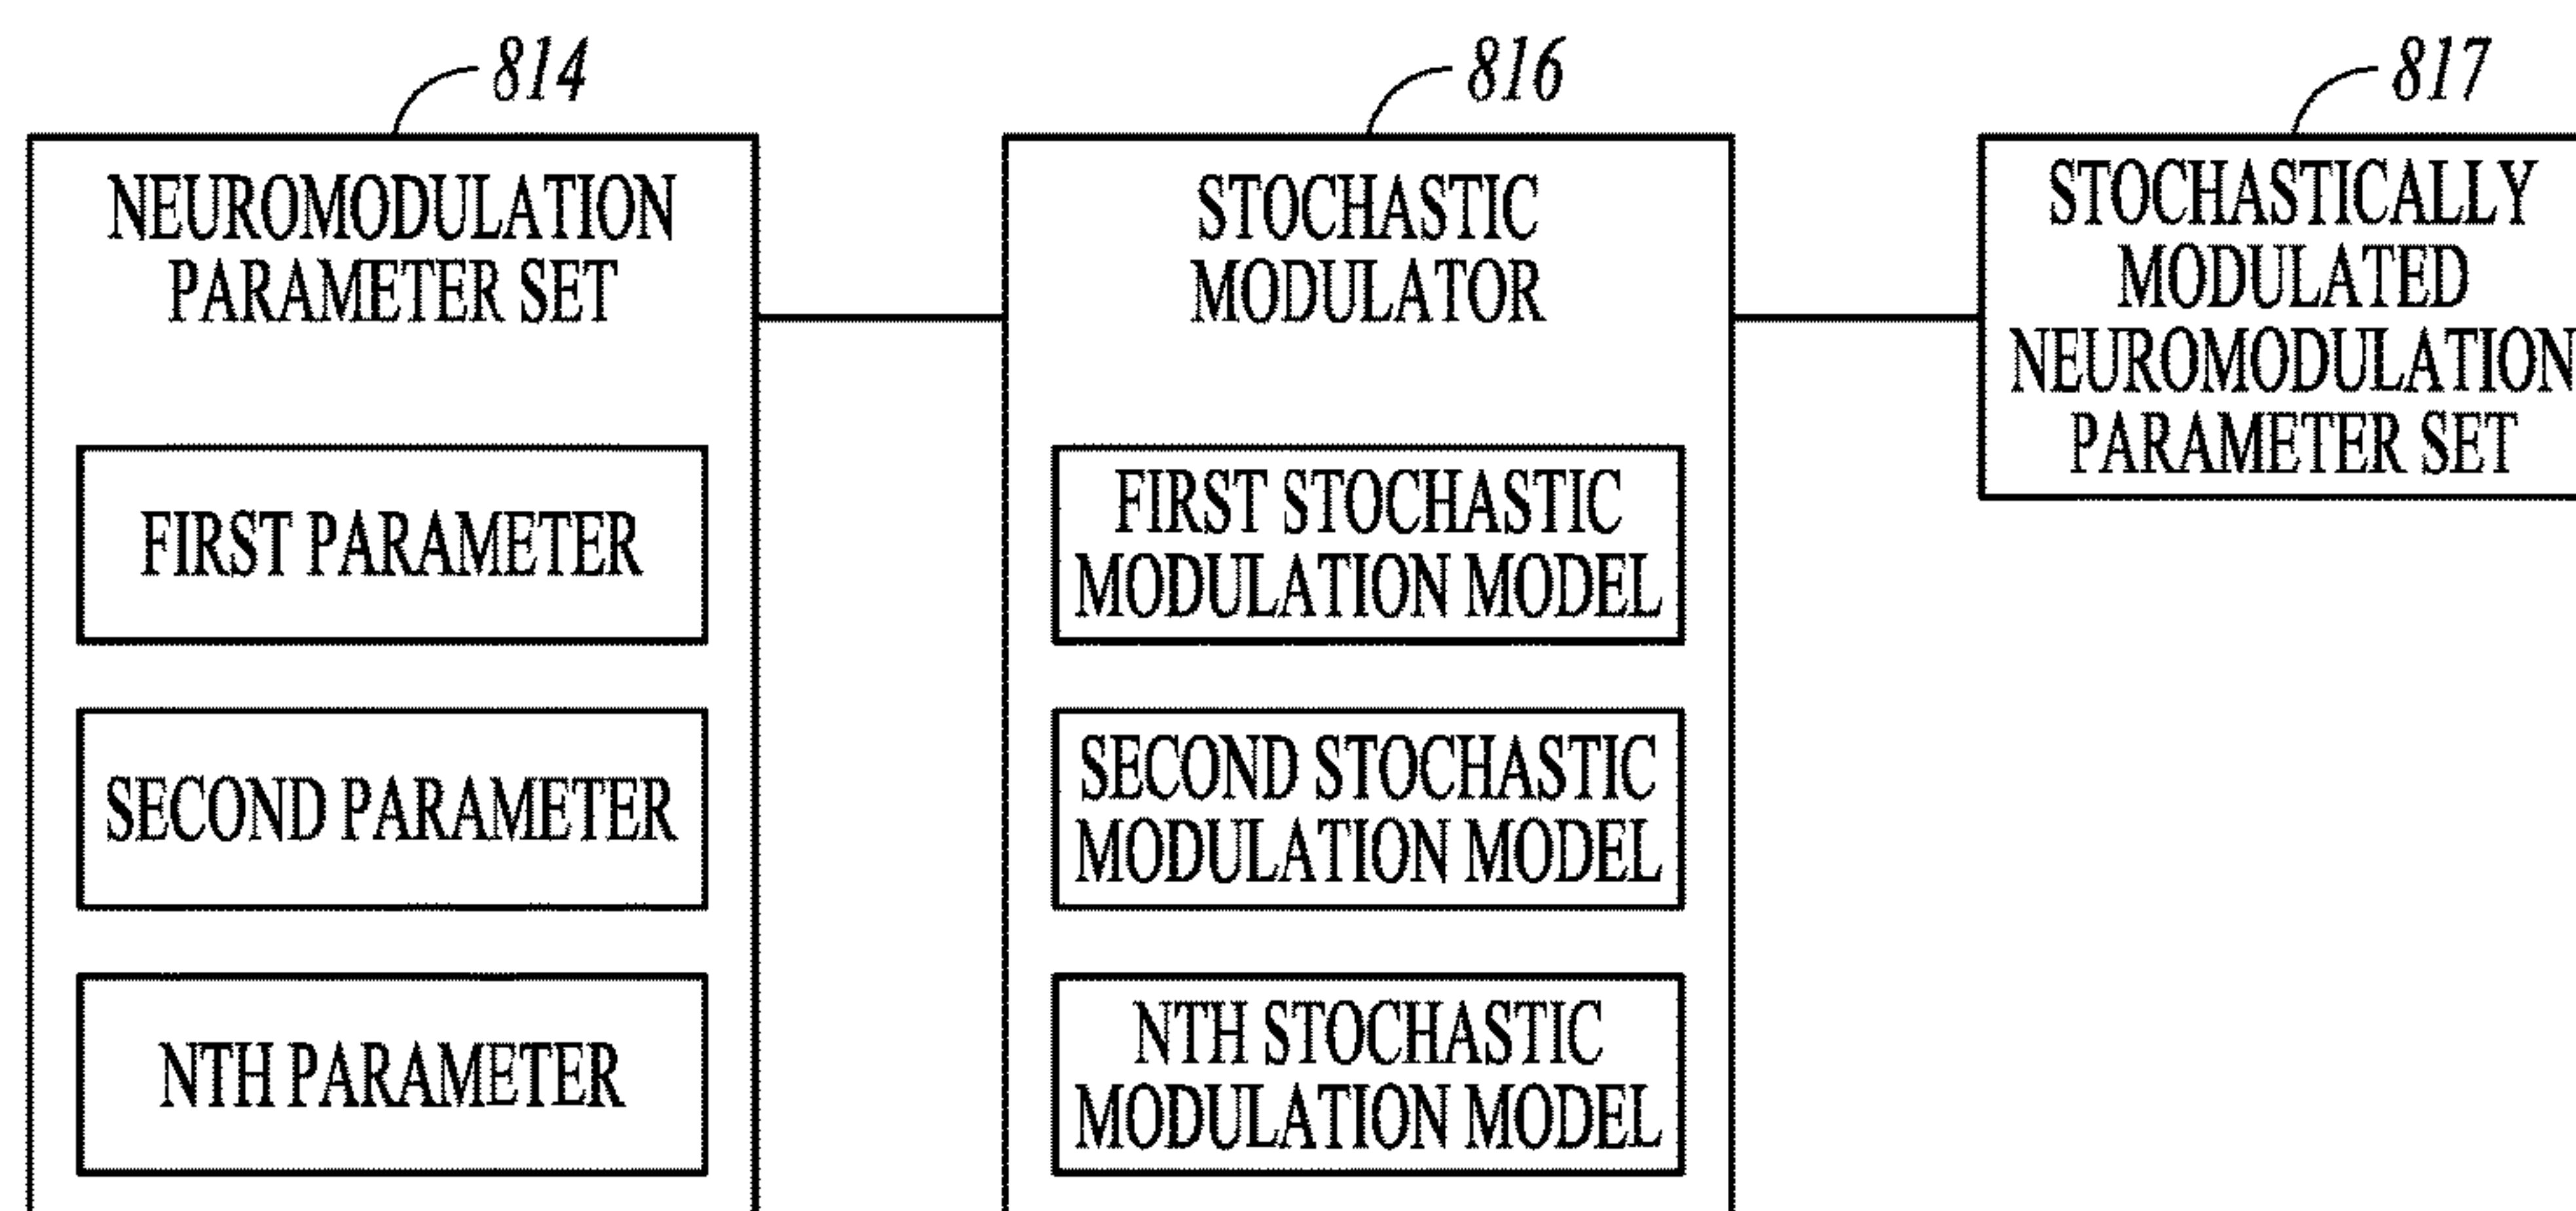 814
NEUROMODULATION
PARAMETER SET
FIRST PARAMETER
SECOND PARAMETER
NTH PARAMETER
816
STOCHASTIC
MODULATOR
FIRST STOCHASTIC
MODULATION MODEL
SECOND STOCHASTIC
MODULATION MODEL
NTH STOCHASTIC
MODULATION MODEL
817
STOCHASTICALLY
MODULATED
NEUROMODULATION
PARAMETER SET